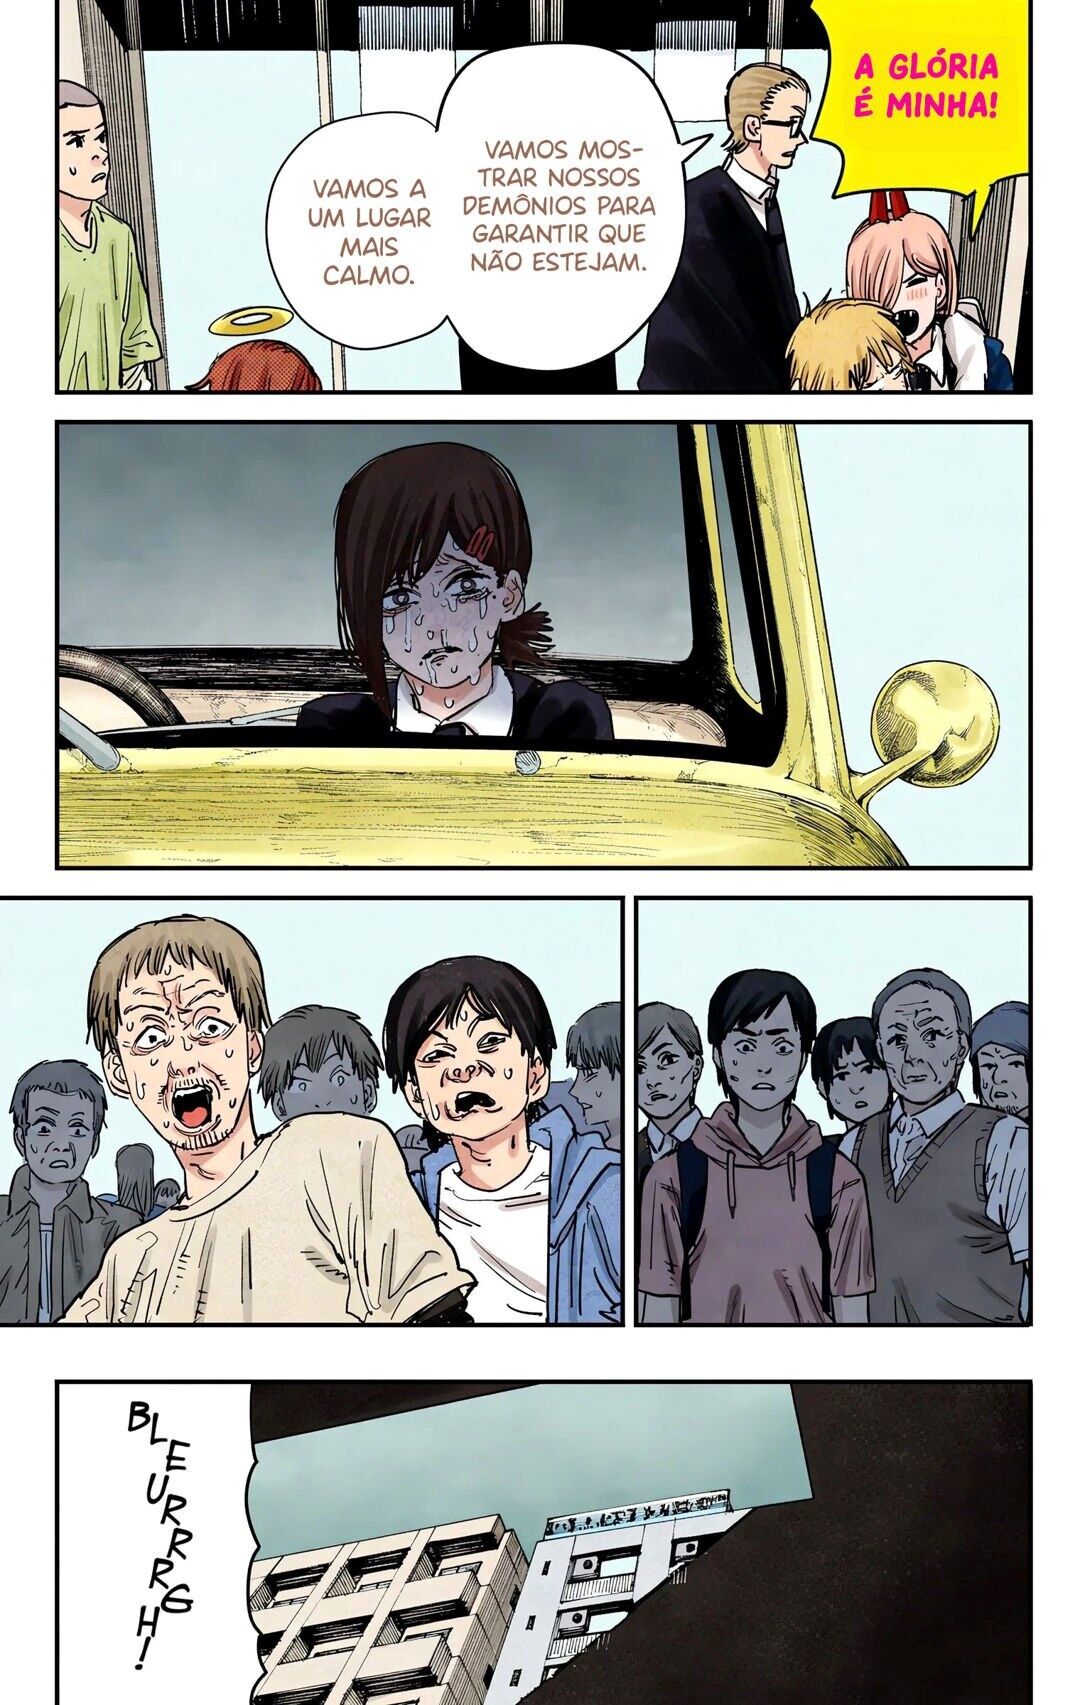 A GLÓRIA
É MINHA!
VAMOS MOS-
TRAR NOSSOS
DEMÔNIOS PARA
GARANTIR QUE
NÃO ESTEJAM.
VAMOS A
UM LUGAR
MAIS
CALMO.
BLEURRRGH!